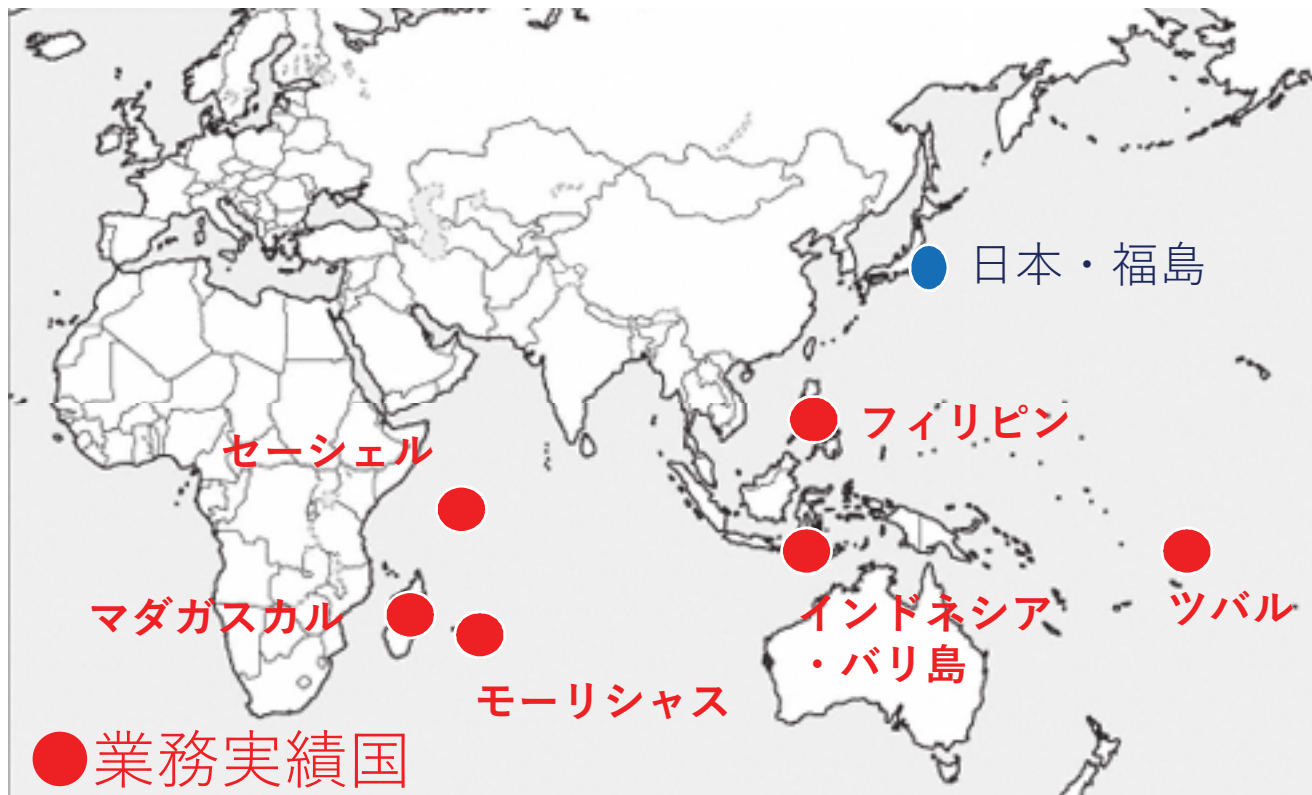 日本・福島
フィリピン
セーシェル
マダガスカル
インドネシア
・バリ島
ツバル
モーリシャス
●業務実績国